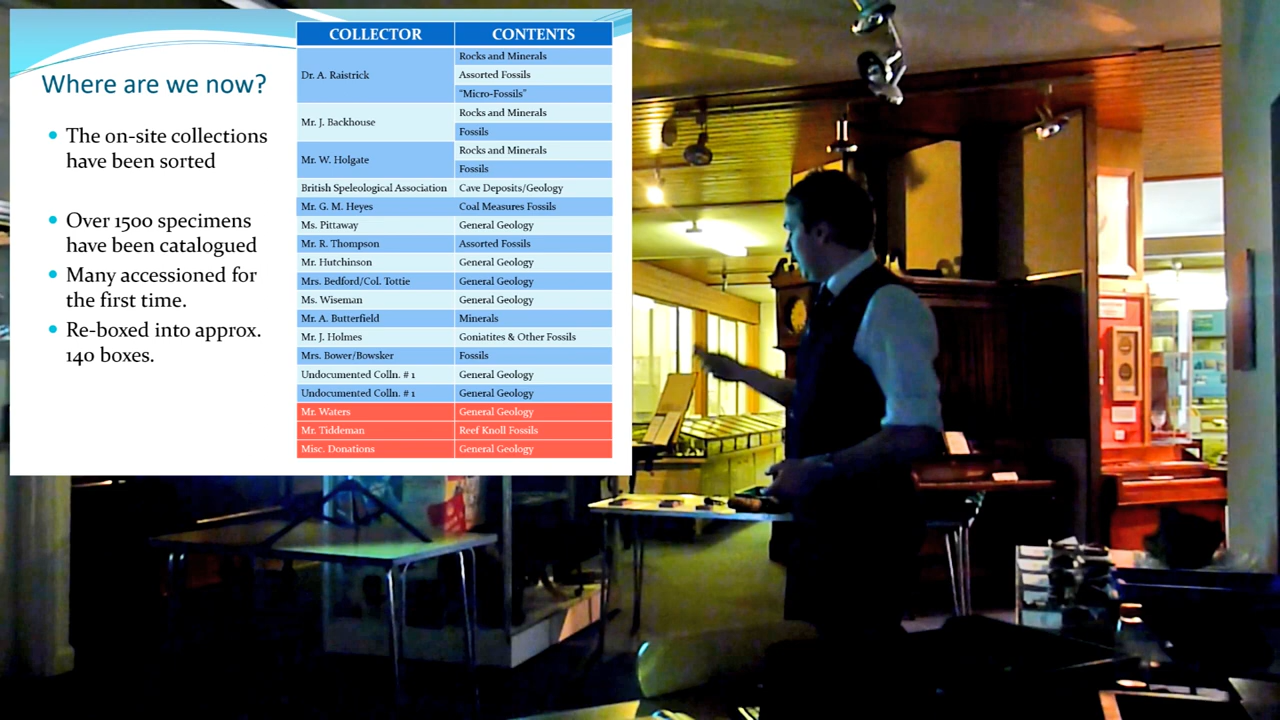 Where are we now?
The on-site collections
have been sorted
Over 1500 specimens
have been catalogued
Many accessioned for
the first time.
Re-boxed into approx.
140 boxes.
COLLECTOR CONTENTS
Dr. A. Raistrick Rocks and Minerals
Assorted Fossils
"Micro-Fossils"
Mr. J. Backhouse Rocks and Minerals
Fossils
Mr. W. Holgate Rocks and Minerals
Fossils
British Speleological Association Cave Deposits/Geology
Mr. G. M. Heyes Coal Measures Fossils
Ms. Pittaway General Geology
Mr. R. Thompson Assorted Fossils
Mr. Hutchinson General Geology
Mrs. Bedford/Col. Tottie General Geology
Ms. Wiseman General Geology
Mr. A. Butterfield Minerals
Mr. J. Holmes Goniatites & Other Fossils
Mrs. Bower/Bowsker Fossils
Undocumented Colln. # 1 General Geology
Undocumented Colln. # 1 General Geology
Mr. Waters General Geology
Mr. Tiddeman Reef Knoll Fossils
Misc. Donations General Geology